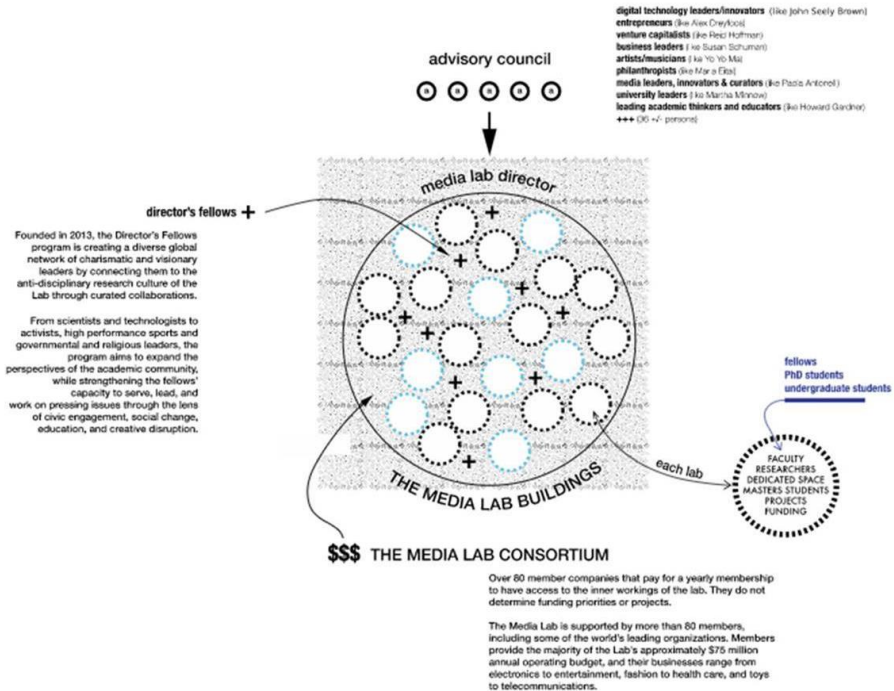 digital technology leaders/innovators (like John Seely Brown)
entrepreneurs (like Alex Dreyfoos)
venture capitalists (like Reid Hoffman)
business leaders (like Susan Schuman)
artists/musicians (like Yo Yo Ma)
philanthropists (like Maria Eitel)
media leaders, innovators & curators (like Paola Antonelli)
university leaders (like Martha Minnow)
leading academic thinkers and educators (like Howard Gardner)
+++ (36 +/- persons)
advisory council
a a a a a
media lab director
director's fellows +
Founded in 2013, the Director's Fellows
program is creating a diverse global
network of charismatic and visionary
leaders by connecting them to the
anti-disciplinary research culture of the
Lab through curated collaborations.
From scientists and technologists to
activists, high performance sports and
governmental and religious leaders, the
program aims to expand the
perspectives of the academic community,
while strengthening the fellows'
capacity to serve, lead, and
work on pressing issues through the lens
of civic engagement, social change,
education, and creative disruption.
fellows
PhD students
undergraduate students
each lab
FACULTY
RESEARCHERS
DEDICATED SPACE
MASTERS STUDENTS
PROJECTS
FUNDING
THE MEDIA LAB BUILDINGS
$$$ THE MEDIA LAB CONSORTIUM
Over 80 member companies that pay for a yearly membership
to have access to the inner workings of the lab. They do not
determine funding priorities or projects.
The Media Lab is supported by more than 80 members,
including some of the world's leading organizations. Members
provide the majority of the Lab's approximately $75 million
annual operating budget, and their businesses range from
electronics to entertainment, fashion to health care, and toys
to telecommunications.